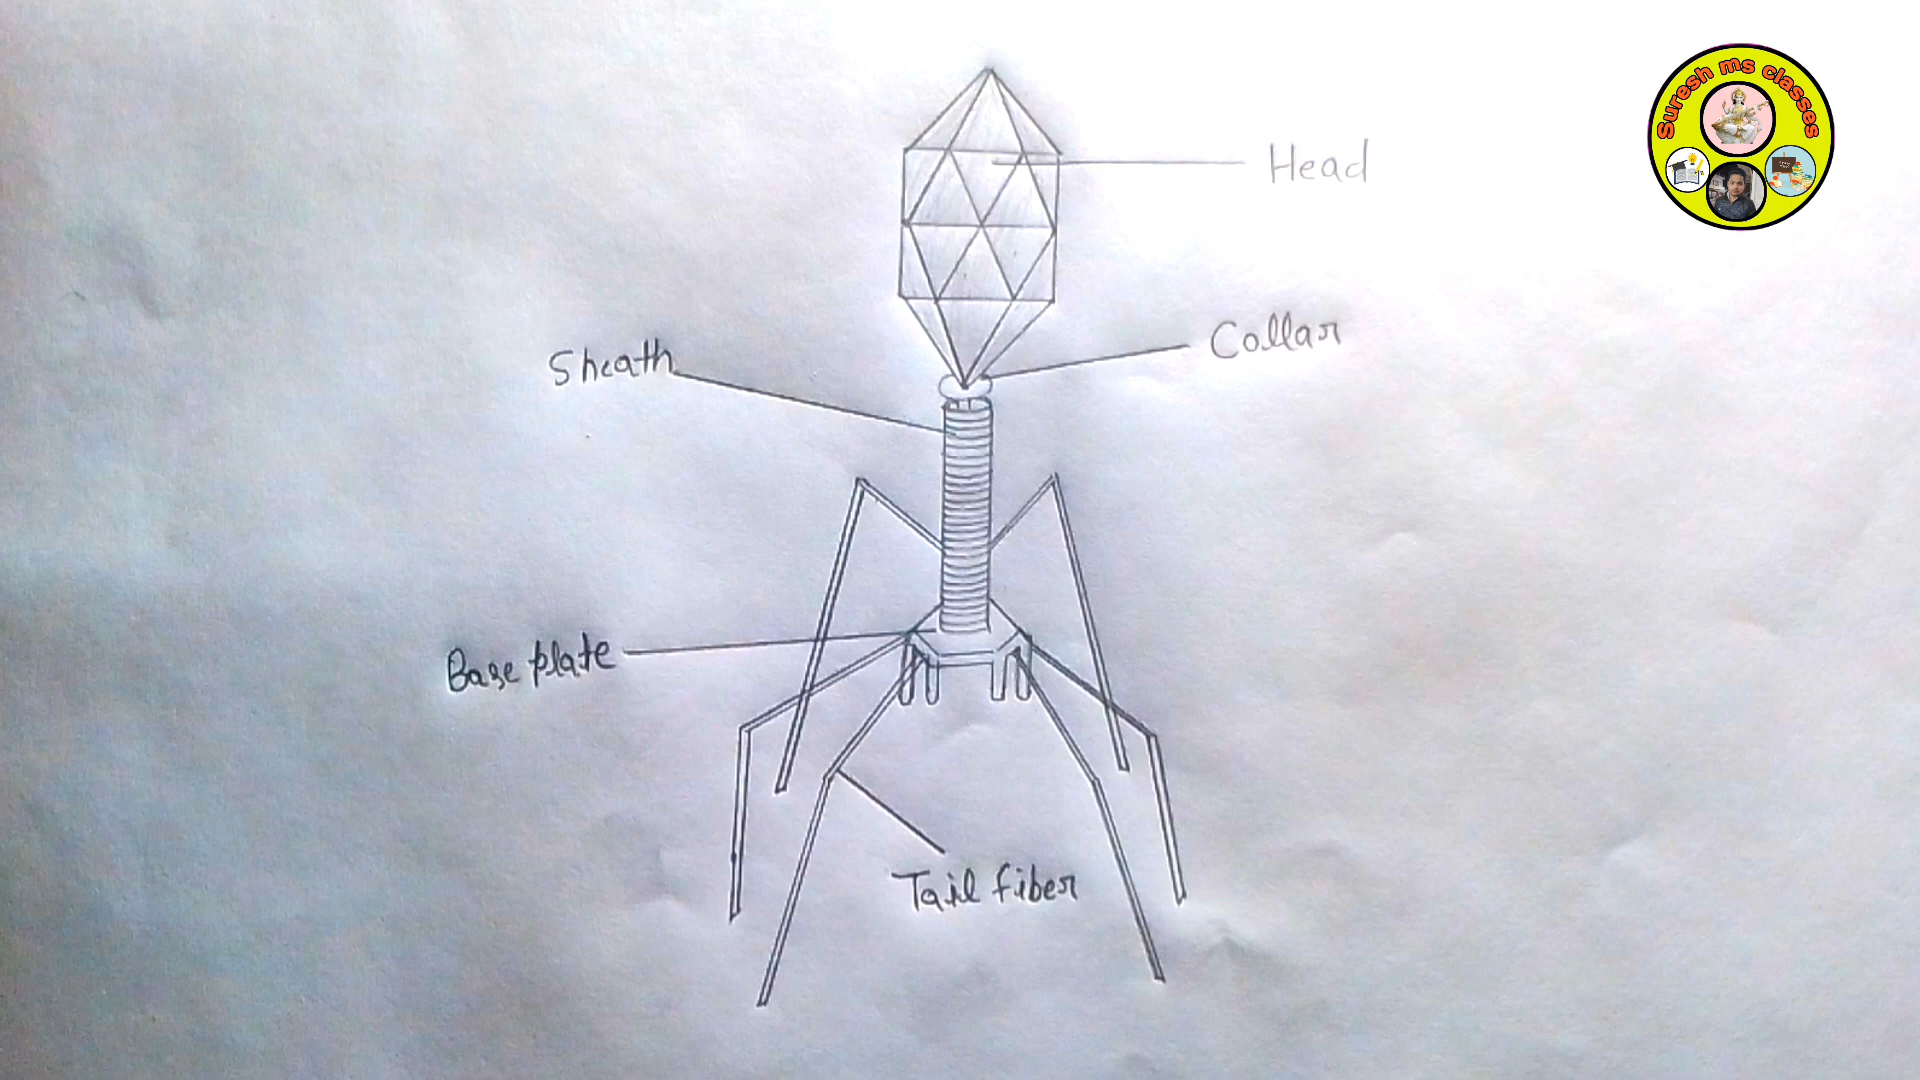 Suresh ms classes
Head
Collar
Sheath
Base plate
Tail fiber